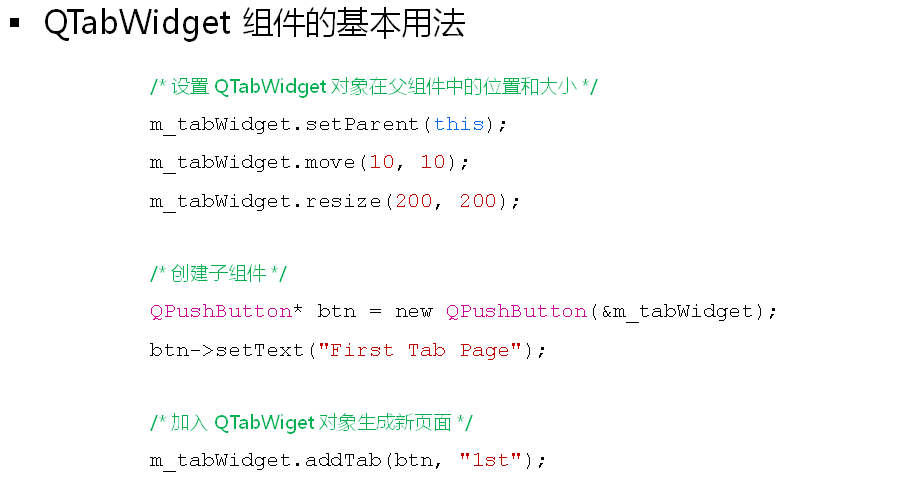 ▪ QTabWidget 组件的基本用法
/* 设置 QTabWidget 对象在父组件中的位置和大小 */
m_tabWidget.setParent(this);
m_tabWidget.move(10, 10);
m_tabWidget.resize(200, 200);
/* 创建子组件 */
QPushButton* btn = new QPushButton(&m_tabWidget);
btn->setText("First Tab Page");
/* 加入 QTabWiget 对象生成新页面 */
m_tabWidget.addTab(btn, "1st");